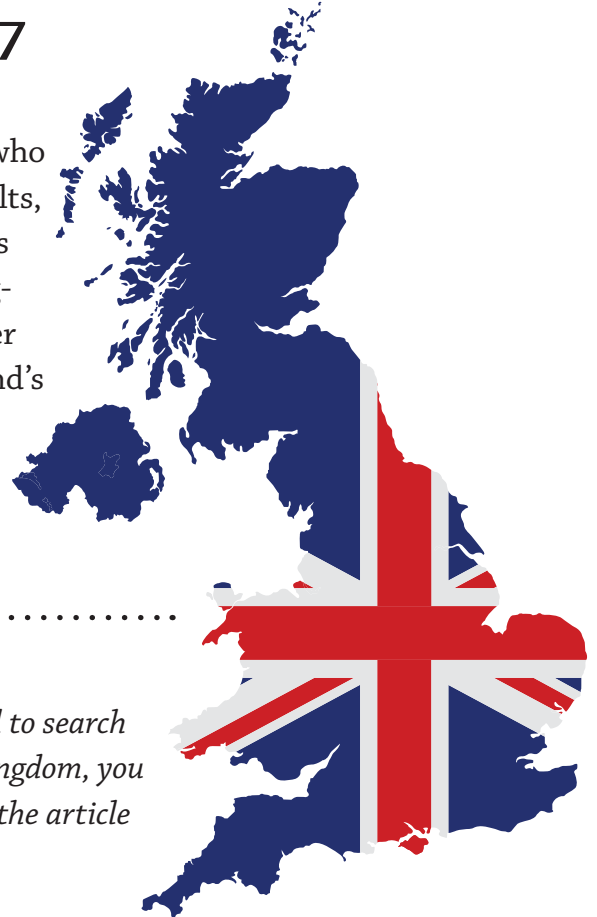 7
who
lts,
s
g-
er
nd's
l to search
ngdom, you
the article